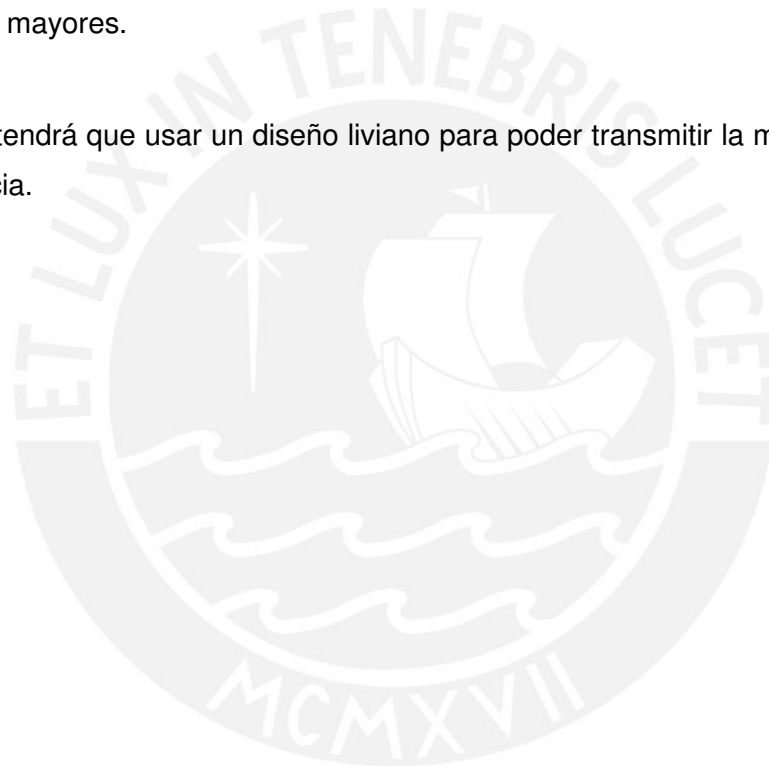 mayores.
tendrá que usar un diseño liviano para poder transmitir la m
cia.
ET LUX IN TENEBRIS LUCET
MCMXVII